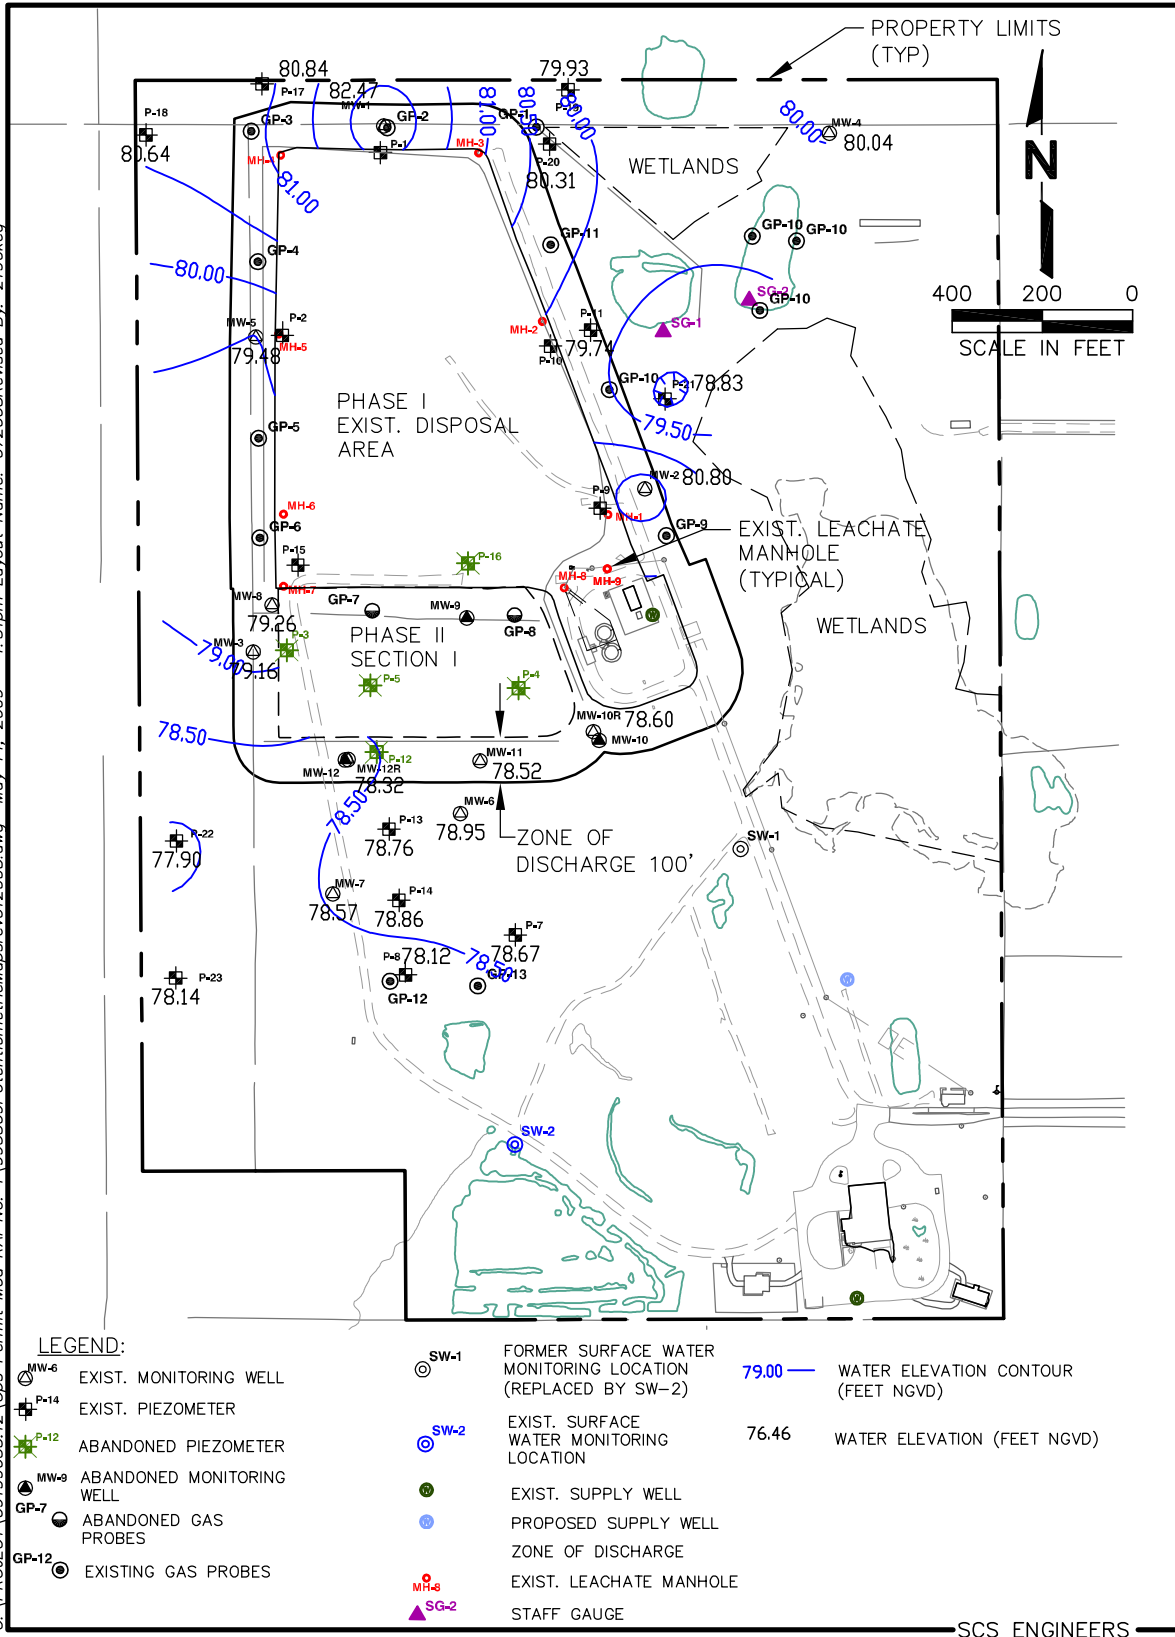 PROPERTY LIMITS
(TYP)
80.84
P-17
82.47
MW-1
GP-2
P-1
79.93
P-19
80.00
81.00
80.50
GP-1
P-18
80.64
GP-3
MH-1
MH-3
P-20
80.31
80.00
MW-4
80.04
WETLANDS
N
81.00
GP-4
80.00
GP-11
GP-10
GP-10
SG-2
GP-10
SG-1
400 200 0
SCALE IN FEET
MW-5
79.48
P-2
MH-5
MH-2
P-11
79.74
P-10
GP-10
P-21
78.83
79.50
PHASE I
EXIST. DISPOSAL
AREA
GP-5
MW-2
80.80
P-9
MH-1
MH-6
GP-6
GP-9
EXIST. LEACHATE
MANHOLE
(TYPICAL)
P-15
P-16
MH-7
MH-8
MH-9
MW-8
79.26
GP-7
MW-9
GP-8
WETLANDS
PHASE II
SECTION I
MW-3
79.16
P-3
79.00
P-5
P-4
78.50
MW-10R
78.60
MW-10
MW-12
MW-12R
78.32
P-12
MW-11
78.52
78.50
MW-6
78.95
P-13
78.76
ZONE OF
DISCHARGE 100'
SW-1
P-22
77.90
MW-7
78.57
P-14
78.86
P-7
78.67
P-8
78.12
78.50
GP-13
GP-12
P-23
78.14
SW-2
LEGEND:
MW-6
EXIST. MONITORING WELL
P-14
EXIST. PIEZOMETER
P-12
ABANDONED PIEZOMETER
MW-9
ABANDONED MONITORING
WELL
GP-7
ABANDONED GAS
PROBES
GP-12
EXISTING GAS PROBES
SW-1
FORMER SURFACE WATER
MONITORING LOCATION
(REPLACED BY SW-2)
SW-2
EXIST. SURFACE
WATER MONITORING
LOCATION
EXIST. SUPPLY WELL
PROPOSED SUPPLY WELL
ZONE OF DISCHARGE
MH-8
EXIST. LEACHATE MANHOLE
SG-2
STAFF GAUGE
79.00
WATER ELEVATION CONTOUR
(FEET NGVD)
76.46
WATER ELEVATION (FEET NGVD)
SCS ENGINEERS